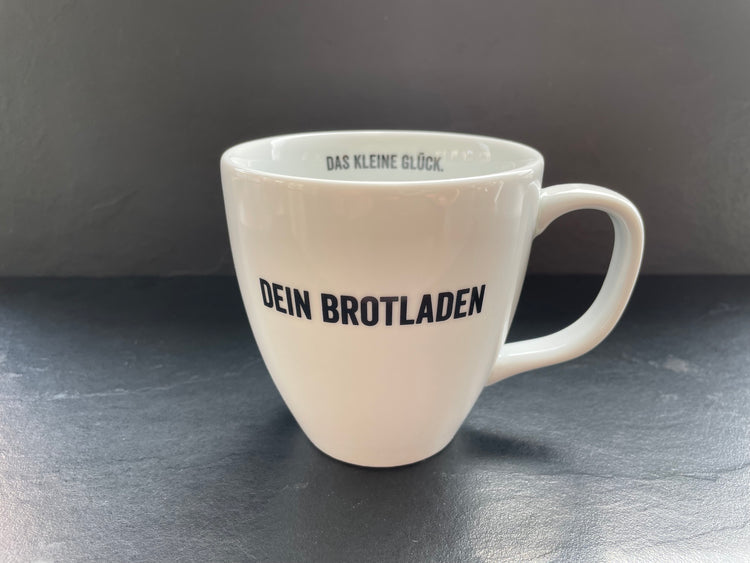 DAS KLEINE GLÜCK.
DEIN BROTLADEN